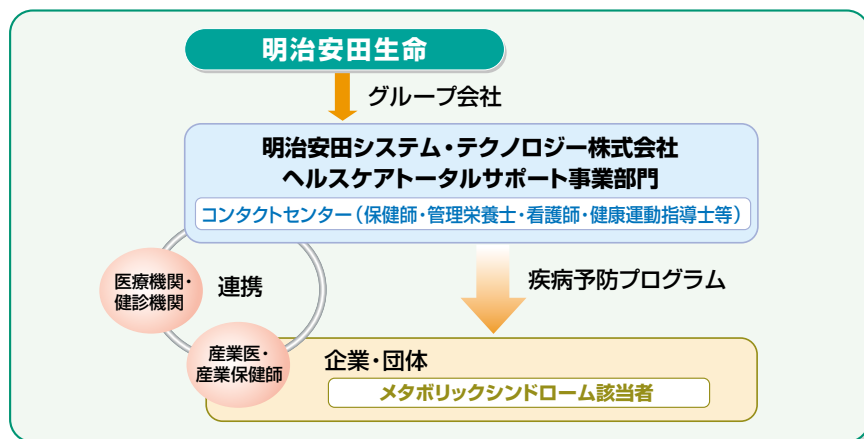 明治安田生命
グループ会社
明治安田システム・テクノロジー株式会社
ヘルスケアトータルサポート事業部門
コンタクトセンター（保健師・管理栄養士・看護師・健康運動指導士等）
医療機関・
健診機関
連携
疾病予防プログラム
産業医・
産業保健師
企業・団体
メタボリックシンドローム該当者